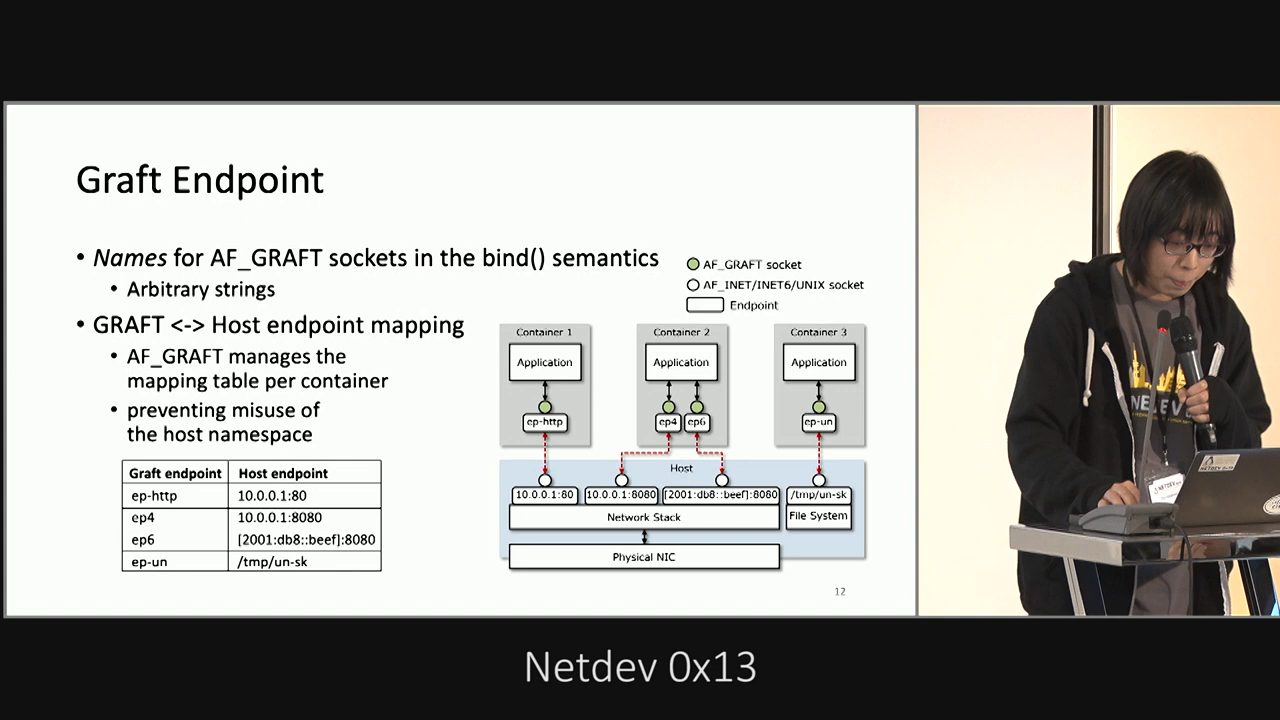 Graft Endpoint
• Names for AF_GRAFT sockets in the bind() semantics
• Arbitrary strings
• GRAFT <-> Host endpoint mapping
• AF_GRAFT manages the
mapping table per container
• preventing misuse of
the host namespace
Graft endpoint Host endpoint
ep-http 10.0.0.1:80
ep4 10.0.0.1:8080
ep6 [2001:db8::beef]:8080
ep-un /tmp/un-sk
AF_GRAFT socket
AF_INET/INET6/UNIX socket
Endpoint
Container 1 Container 2 Container 3
Application Application Application
ep-http ep4 ep6 ep-un
Host
10.0.0.1:80 10.0.0.1:8080 [2001:db8::beef]:8080 /tmp/un-sk
Network Stack File System
Physical NIC
12
NETDEV
NETDEV 0x13
NETDEV
Netdev 0x13